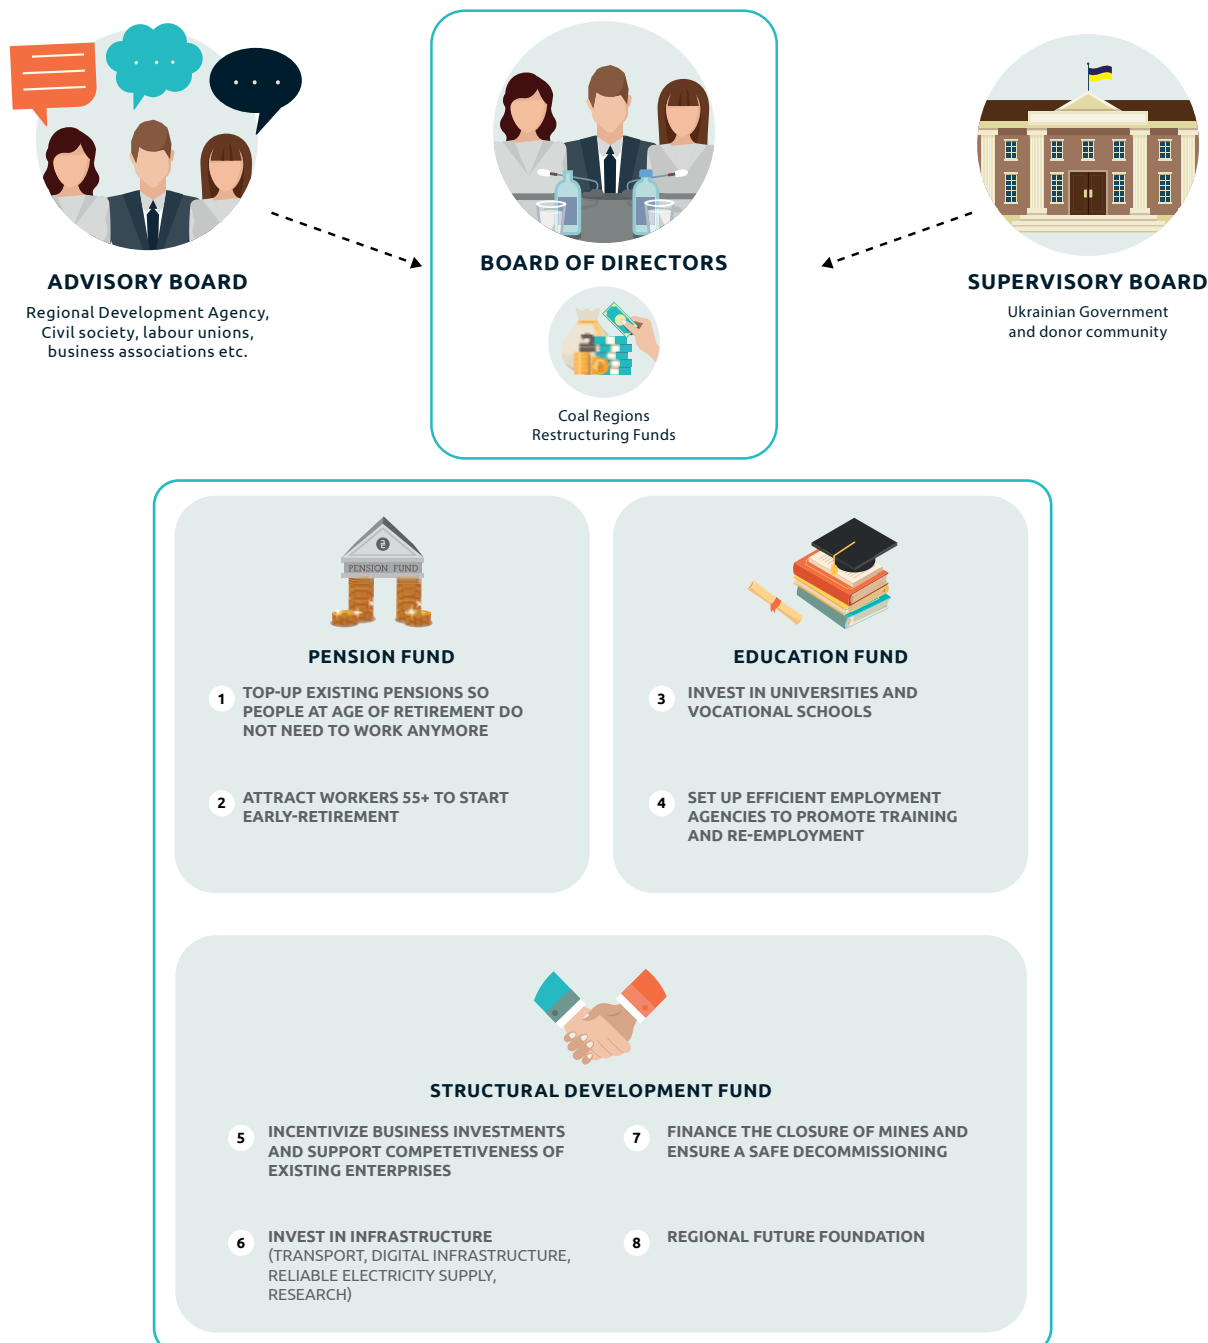 ADVISORY BOARD
Regional Development Agency,
Civil society, labour unions,
business associations etc.
BOARD OF DIRECTORS
Coal Regions
Restructuring Funds
SUPERVISORY BOARD
Ukrainian Government
and donor community
PENSION FUND
PENSION FUND
1 TOP-UP EXISTING PENSIONS SO
PEOPLE AT AGE OF RETIREMENT DO
NOT NEED TO WORK ANYMORE
2 ATTRACT WORKERS 55+ TO START
EARLY-RETIREMENT
EDUCATION FUND
3 INVEST IN UNIVERSITIES AND
VOCATIONAL SCHOOLS
4 SET UP EFFICIENT EMPLOYMENT
AGENCIES TO PROMOTE TRAINING
AND RE-EMPLOYMENT
STRUCTURAL DEVELOPMENT FUND
5 INCENTIVIZE BUSINESS INVESTMENTS
AND SUPPORT COMPETETIVENESS OF
EXISTING ENTERPRISES
6 INVEST IN INFRASTRUCTURE
(TRANSPORT, DIGITAL INFRASTRUCTURE,
RELIABLE ELECTRICITY SUPPLY,
RESEARCH)
7 FINANCE THE CLOSURE OF MINES AND
ENSURE A SAFE DECOMMISSIONING
8 REGIONAL FUTURE FOUNDATION